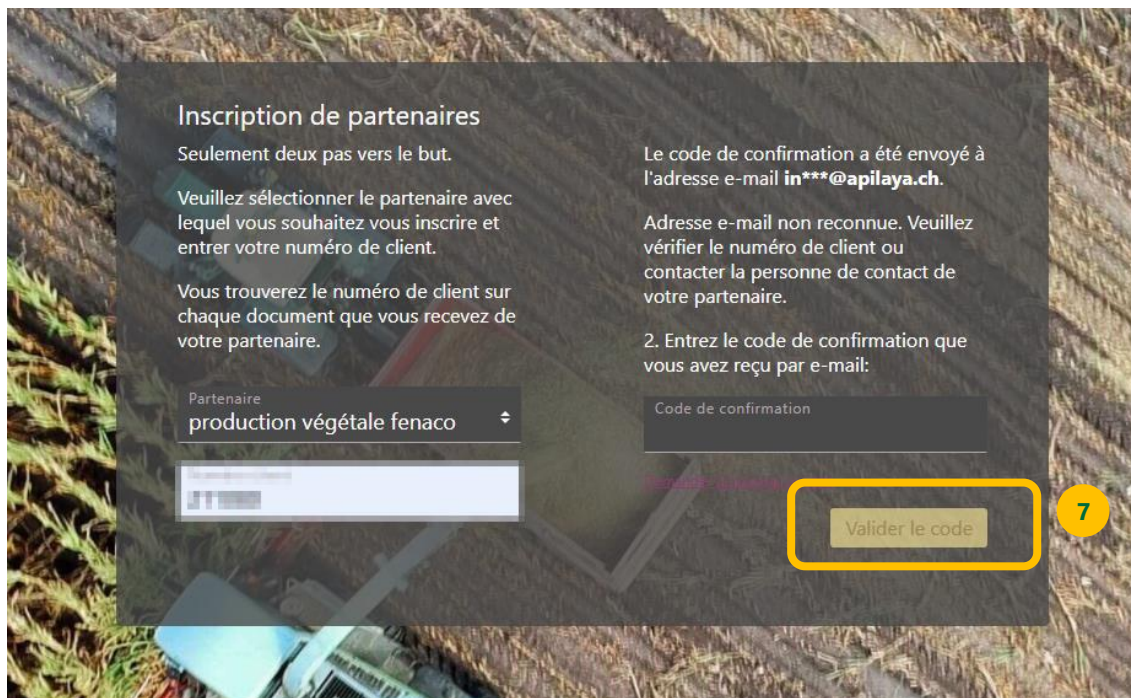 Inscription de partenaires
Seulement deux pas vers le but.
Veuillez sélectionner le partenaire avec
lequel vous souhaitez vous inscrire et
entrer votre numéro de client.
Vous trouverez le numéro de client sur
chaque document que vous recevez de
votre partenaire.
Partenaire
production végétale fenaco
Le code de confirmation a été envoyé à
l'adresse e-mail in***@apilaya.ch.
Adresse e-mail non reconnue. Veuillez
vérifier le numéro de client ou
contacter la personne de contact de
votre partenaire.
2. Entrez le code de confirmation que
vous avez reçu par e-mail:
Code de confirmation
Valider le code
7